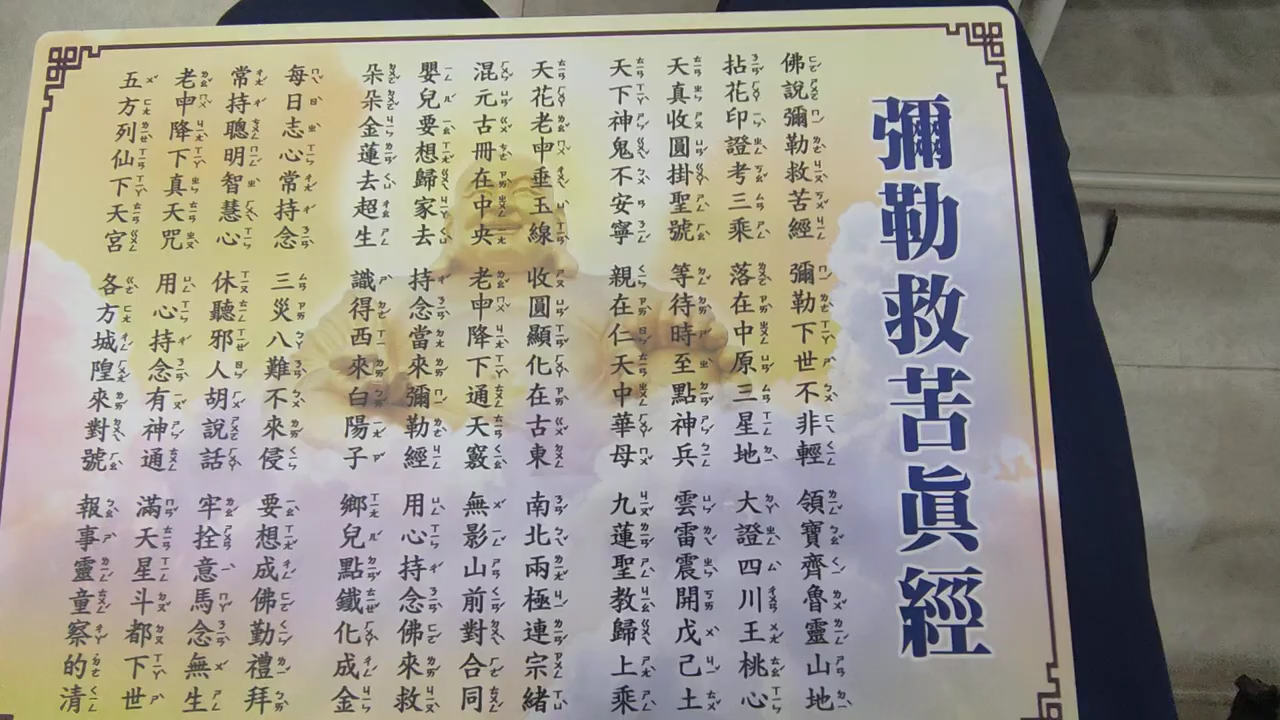 彌勒救苦眞經
佛說彌勒救苦經 彌勒下世不非輕 領寶齊魯靈山地
拈花印證考三乘 落在中原三星地 大證四川王桃心
天真收圓掛聖號 等待時至點神兵 雲雷震開戊己土
天下神鬼不安寧 親在仁天中華母 九蓮聖教歸上乘
天花老申垂玉線 收圓顯化在古東 南北兩極連宗緒
混元古冊在中央 老申降下通天竅 無影山前對合同
嬰兒要想歸家去 持念當來彌勒經 用心持念佛來救
朵朵金蓮去超生 識得西來白陽子 鄉兒點鐵化成金
每日志心常持念 三災八難不來侵 要想成佛勤禮拜
常持聰明智慧心 休聽邪人胡說話 牢拴意馬念無生
老申降下真天咒 用心持念有神通 滿天星斗都下世
五方列仙下天宮 各方城隍來對號 報事靈童察的清